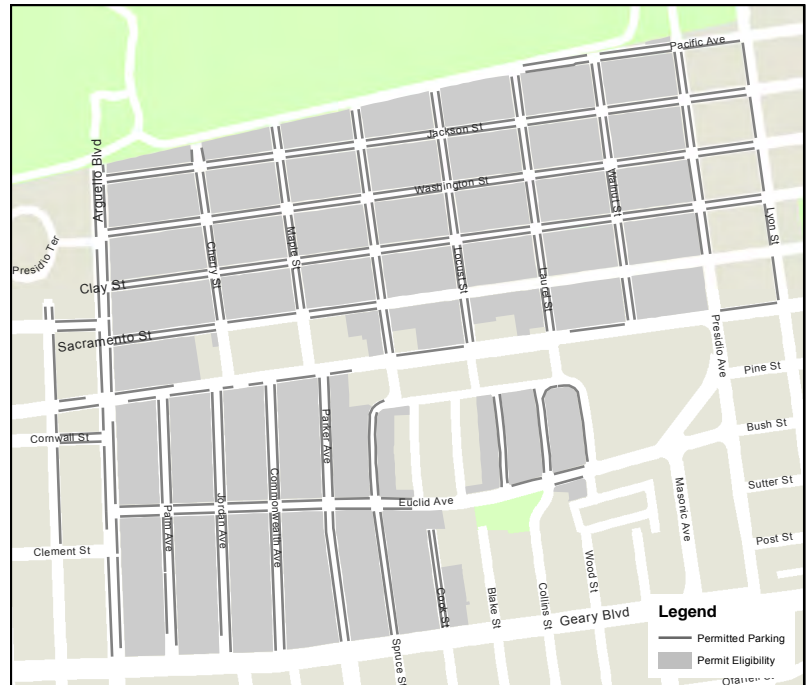 Pacific Ave
Arguello Blvd
Jackson St
Washington St
Walnut St
Lyon St
Presidio Ter
Cherry St
Maple St
Locust St
Laurel St
Clay St
Sacramento St
Presidio Ave
Pine St
Cornwall St
Parker Ave
Bush St
Euclid Ave
Commonwealth Ave
Jordan Ave
Palm Ave
Masonic Ave
Sutter St
Clement St
Post St
Cook St
Blake St
Collins St
Wood St
Geary Blvd
Spruce St
Legend
Permitted Parking
Permit Eligibility
Ofarrell St